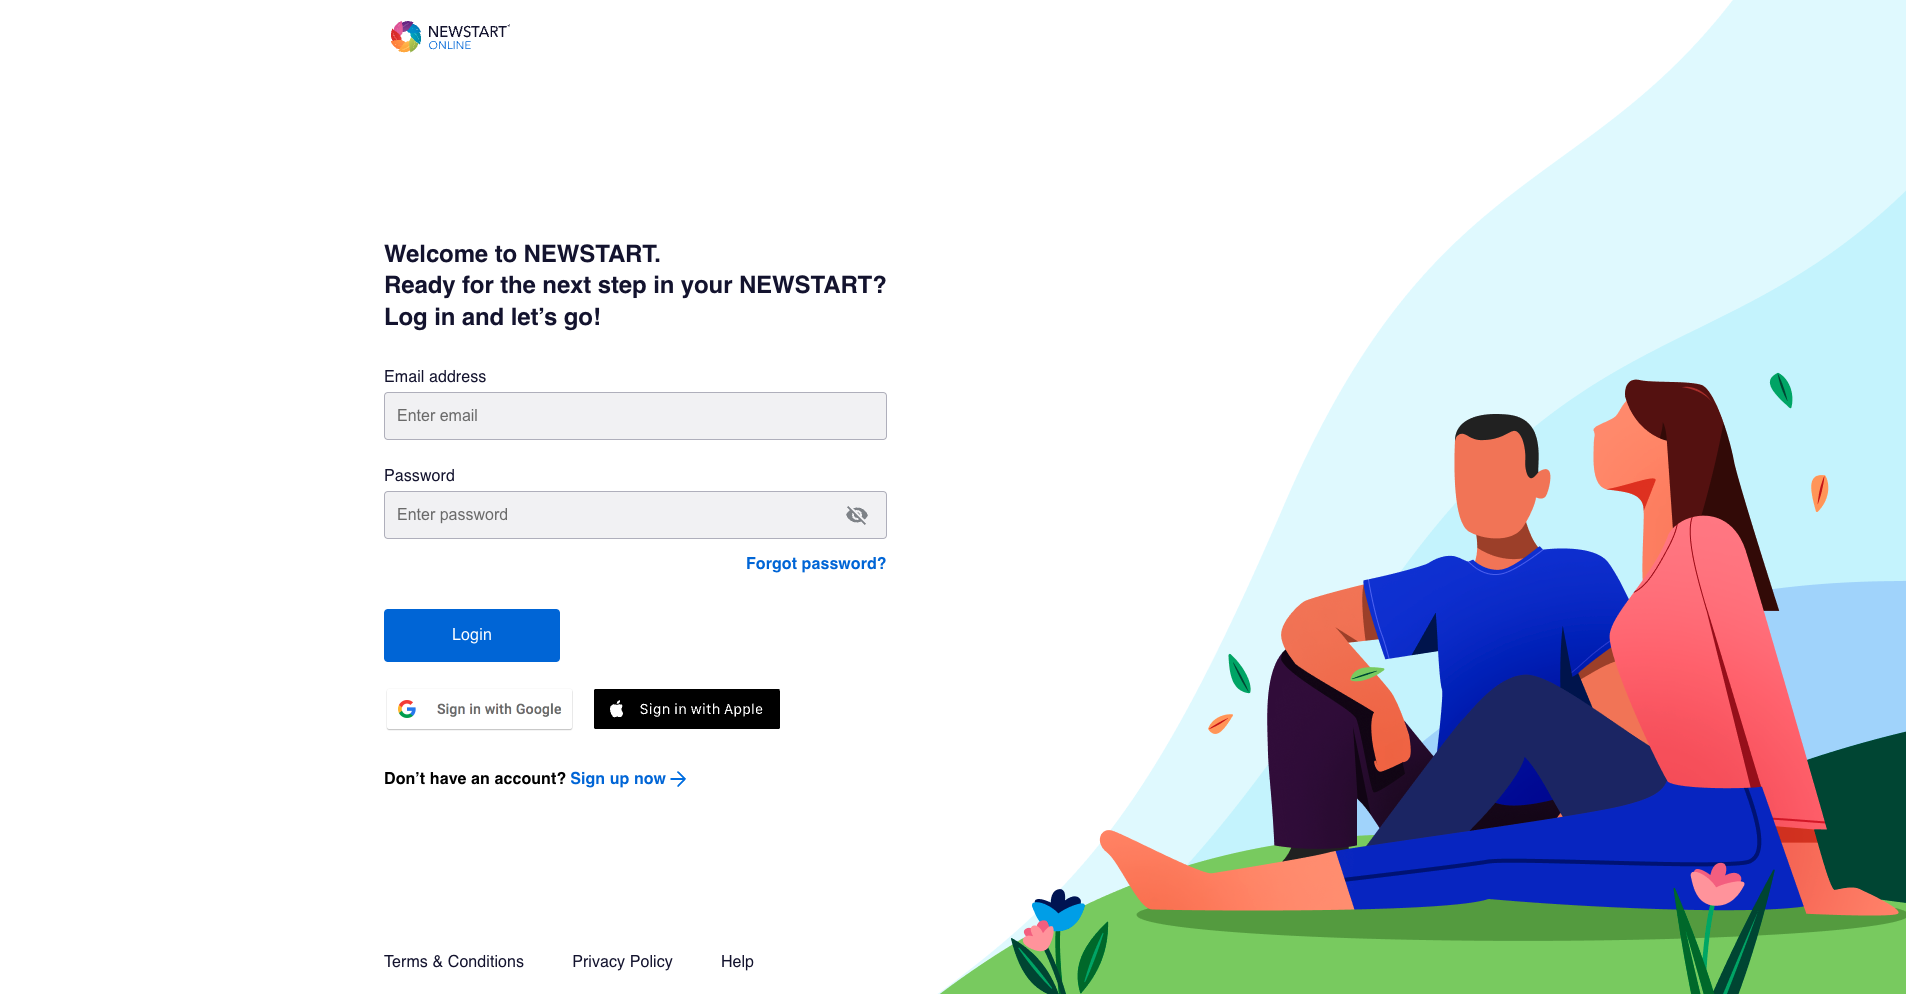 NEWSTART
ONLINE
Welcome to NEWSTART.
Ready for the next step in your NEWSTART?
Log in and let’s go!
Email address
Enter email
Password
Enter password
Forgot password?
Login
Sign in with Google
Sign in with Apple
Don’t have an account? Sign up now
Terms & Conditions
Privacy Policy
Help